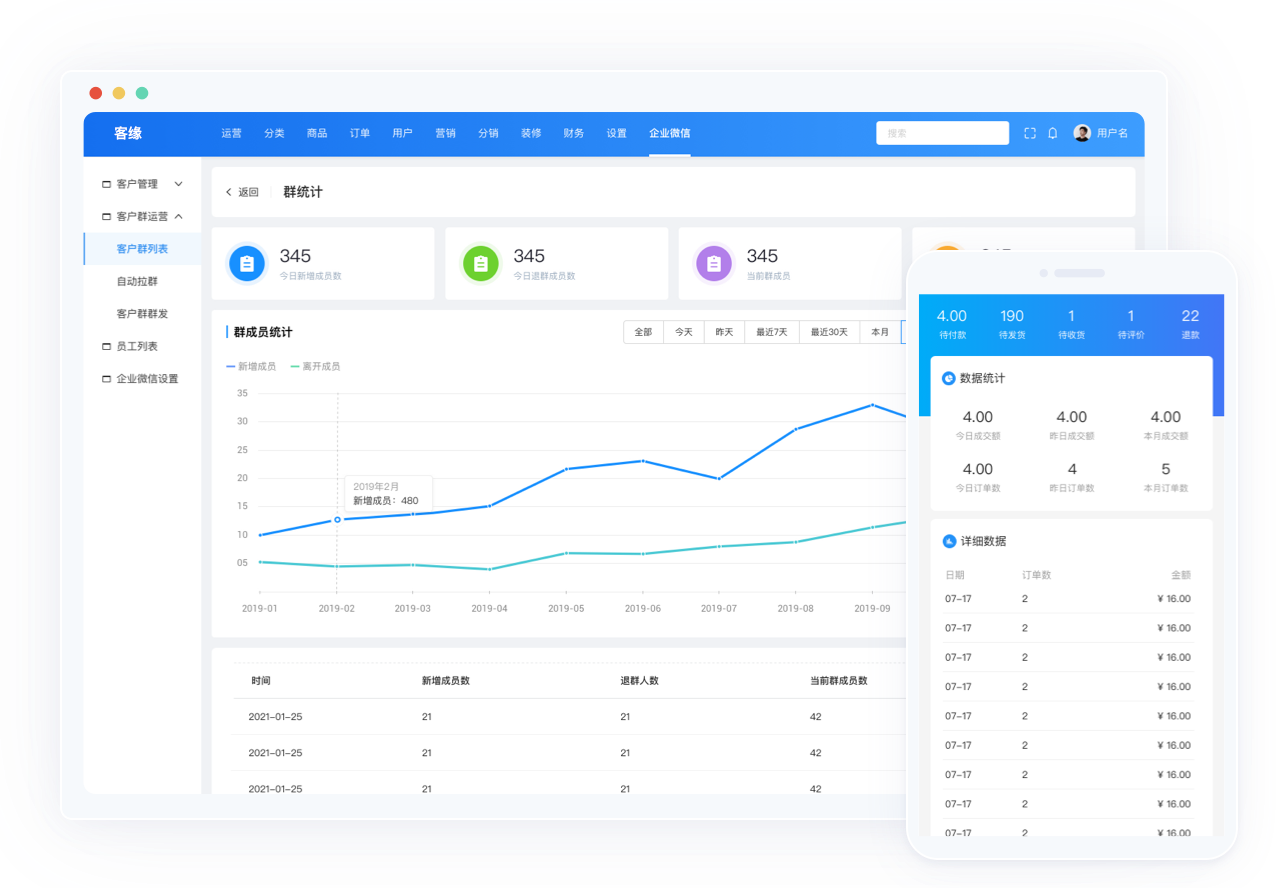 客缘 运营 分类 商品 订单 用户 营销 分销 装修 财务 设置 企业微信 搜索 用户名
客户管理
客户群运营
客户群列表
自动拉群
客户群群发
员工列表
企业微信设置
返回 群统计
345
今日新增成员数
345
今日退群成员数
345
当前群成员
群成员统计
全部 今天 昨天 最近7天 最近30天 本月
新增成员 离开成员
35
30
25
20
15
10
05
2019年2月
新增成员：480
2019-01 2019-02 2019-03 2019-04 2019-05 2019-06 2019-07 2019-08 2019-09
时间 新增成员数 退群人数 当前群成员数
2021-01-25 21 21 42
2021-01-25 21 21 42
2021-01-25 21 21 42
4.00 190 1 1 22
待付款 待发货 待收货 待评价 退款
数据统计
4.00 4.00 4.00
今日成交额 昨日成交额 本月成交额
4.00 4 5
今日订单数 昨日订单数 本月订单数
详细数据
日期 订单数 金额
07-17 2 ¥ 16.00
07-17 2 ¥ 16.00
07-17 2 ¥ 16.00
07-17 2 ¥ 16.00
07-17 2 ¥ 16.00
07-17 2 ¥ 16.00
07-17 2 ¥ 16.00
07-17 2 ¥ 16.00
07-17 2 ¥ 16.00